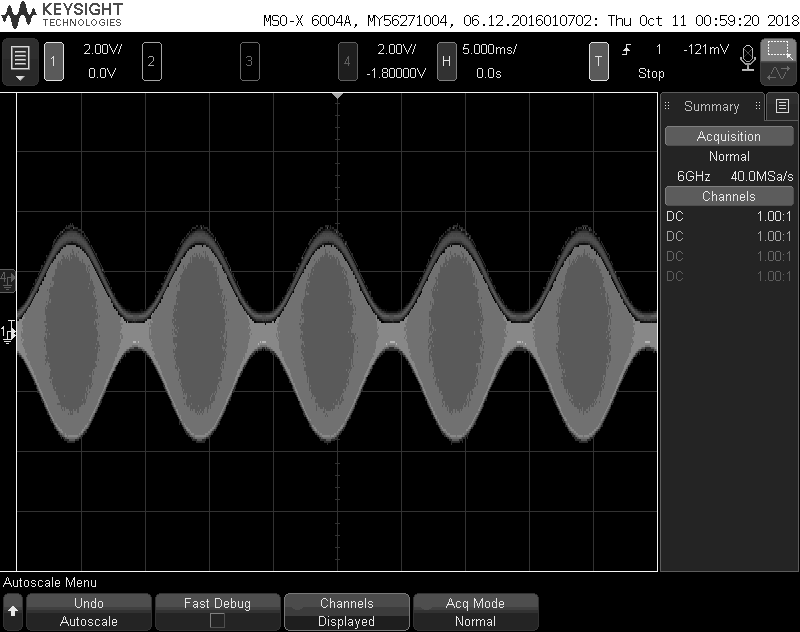 KEYSIGHT
TECHNOLOGIES
MSO-X 6004A, MY56271004, 06.12.2016010702: Thu Oct 11 00:59:20 2018
1 2.00V/ 2 3 4 2.00V/ H 5.000ms/ T 1 -121mV
0.0V -1.80000V 0.0s Stop
Summary
Acquisition
Normal
6GHz 40.0MSa/s
Channels
DC 1.00:1
DC 1.00:1
DC 1.00:1
DC 1.00:1
4
1
T
Autoscale Menu
Undo
Autoscale
Fast Debug
Channels
Displayed
Acq Mode
Normal